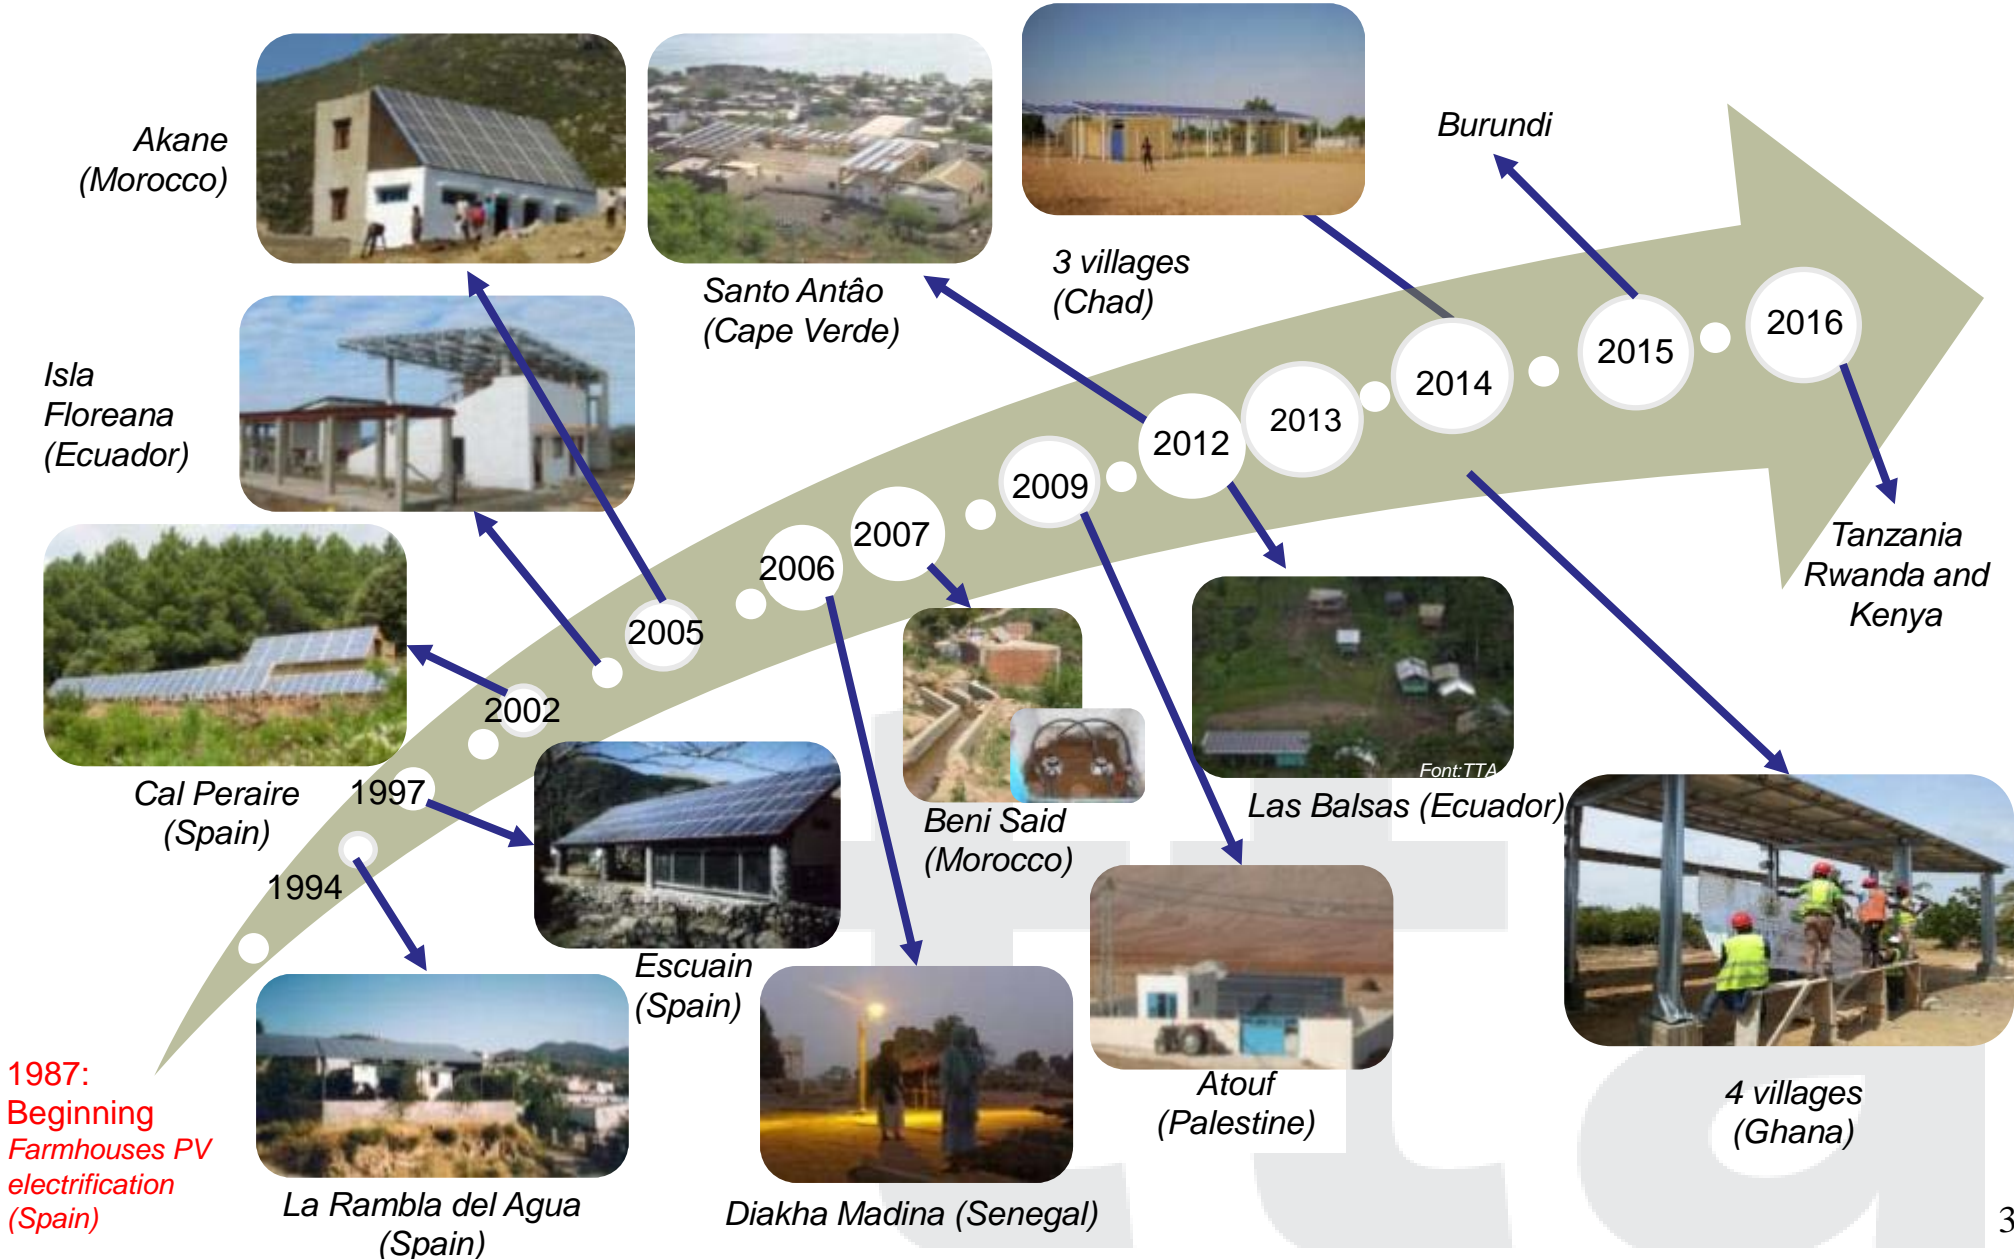 Akane
(Morocco)
Santo Antâo
(Cape Verde)
3 villages
(Chad)
Burundi
Isla
Floreana
(Ecuador)
2016
2015
2014
2013
2012
2009
2007
2006
2005
2002
1997
1994
Tanzania
Rwanda and
Kenya
Cal Peraire
(Spain)
Font:TTA
Las Balsas (Ecuador)
Beni Said
(Morocco)
Escuain
(Spain)
1987:
Beginning
Farmhouses PV
electrification
(Spain)
Atouf
(Palestine)
4 villages
(Ghana)
La Rambla del Agua
(Spain)
Diakha Madina (Senegal)
tta
3